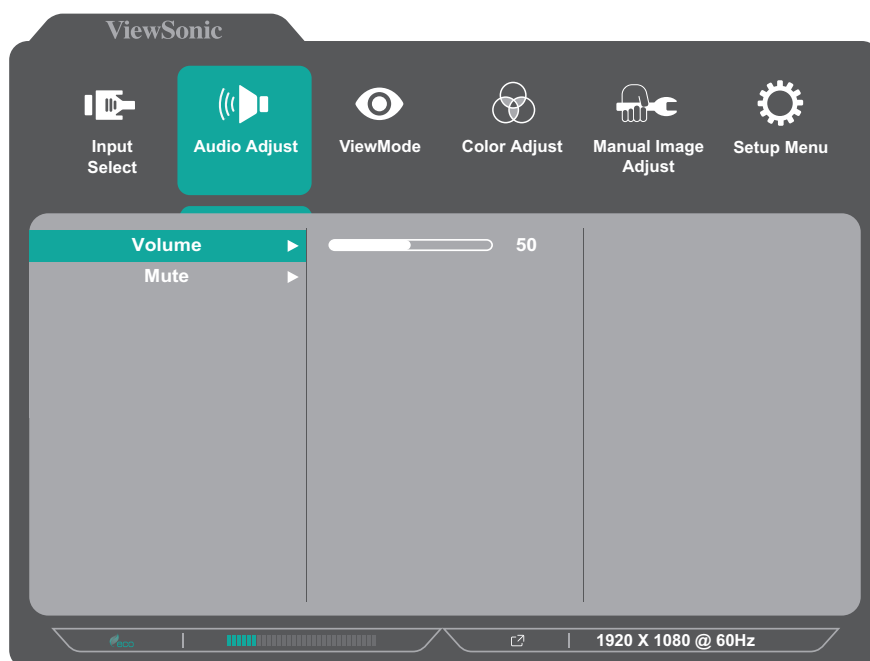 ViewSonic
Input
Select
Audio Adjust
ViewMode
Color Adjust
Manual Image
Adjust
Setup Menu
Volume
50
Mute
eco
1920 X 1080 @ 60Hz